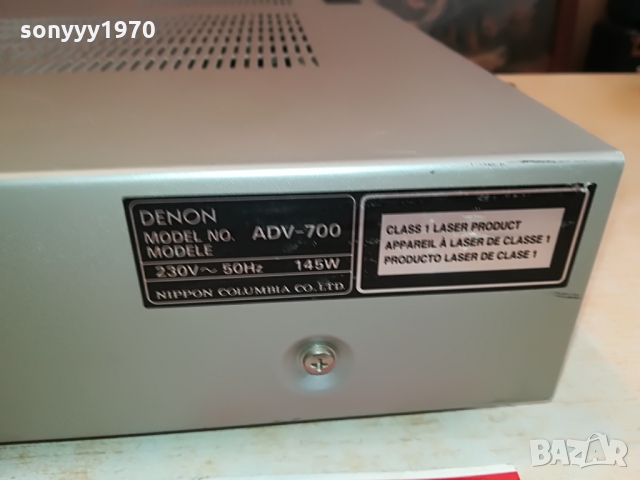 sonyyy1970
DENON
MODEL NO. ADV-700
MODELE
230V~ 50Hz 145W
NIPPON COLUMBIA CO.,LTD
CLASS 1 LASER PRODUCT
APPAREIL À LASER DE CLASSE 1
PRODUCTO LASER DE CLASE 1
BAZAR